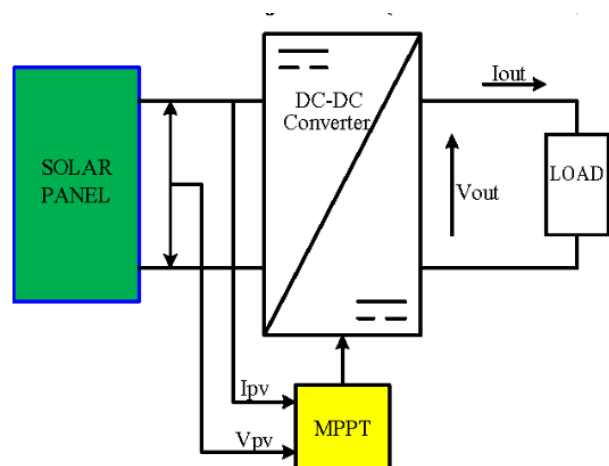 DC-DC
Converter
Iout
SOLAR
PANEL
LOAD
Vout
Ipv
Vpv
MPPT